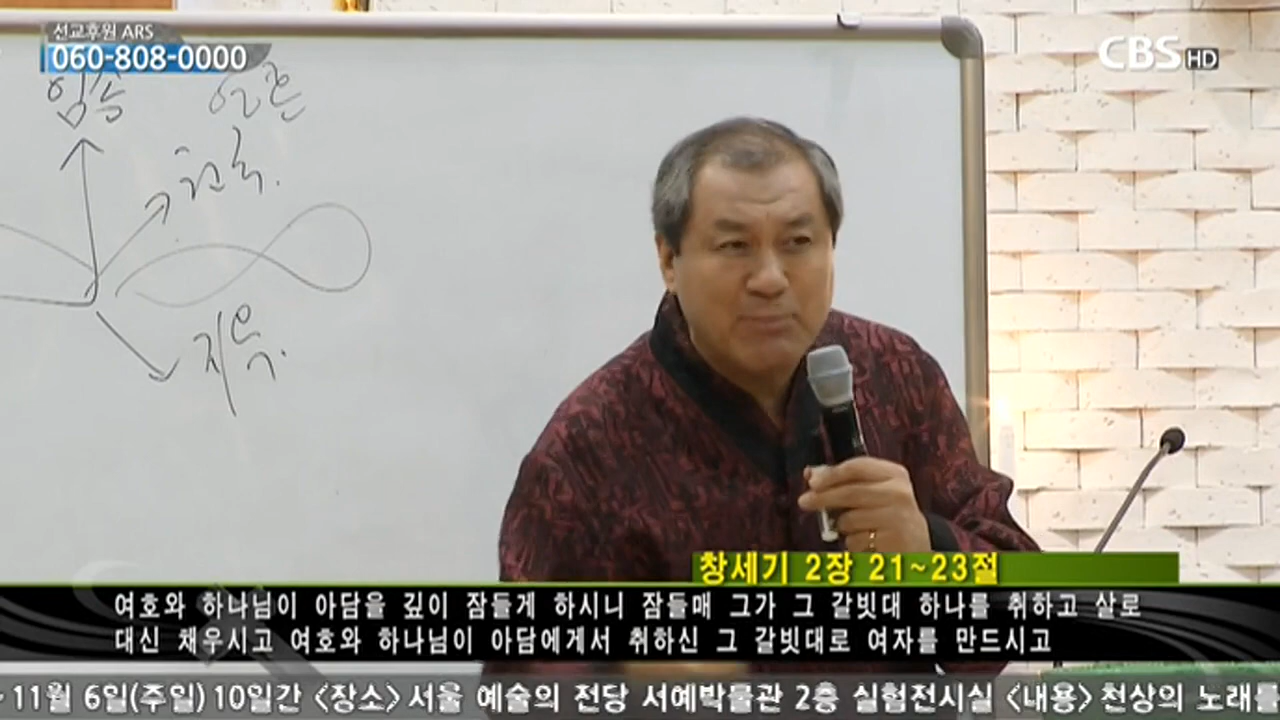 선교후원 ARS
060-808-0000
CBS HD
영혼
천국.
지옥.
창세기 2장 21~23절
여호와 하나님이 아담을 깊이 잠들게 하시니 잠들매 그가 그 갈빗대 하나를 취하고 살로
대신 채우시고 여호와 하나님이 아담에게서 취하신 그 갈빗대로 여자를 만드시고
11월 6일(주일) 10일간 <장소> 서울 예술의 전당 서예박물관 2층 실험전시실 <내용> 천상의 노래를